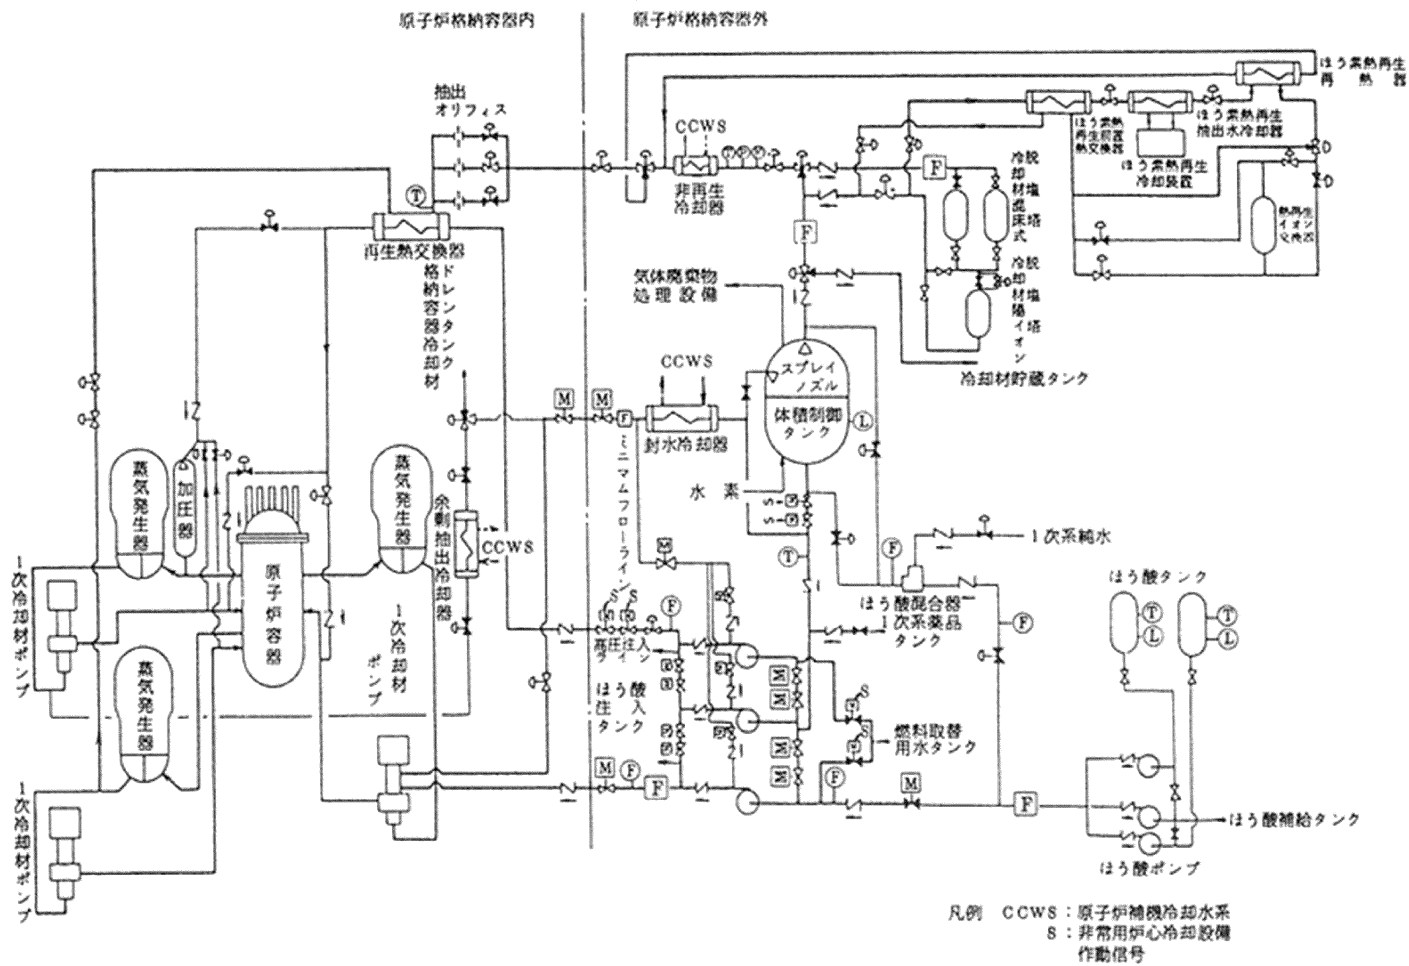 原子炉格納容器内
原子炉格納容器外
抽出
オリフィス
CCWS
非再生
冷却器
ほう素熱再生
再熱器
ほう素熱再生
抽出水冷却器
ほう素熱再生前置
熱交換器
ほう素熱再生
冷却装置
熱再生
イオン
交換器
冷却材混床式
脱塩塔
冷却材陽イオン
脱塩塔
T
F
F
再生熱交換器
格納容器冷却材
ドレンタンク
気体廃棄物
処理設備
冷却材貯蔵タンク
CCWS
M
M
F
封水冷却器
スプレイ
ノズル
体積制御
タンク
L
水素
S
S
T
ミニマムフローライン
蒸気発生器
加圧器
原子炉容器
蒸気発生器
余剰抽出冷却器
CCWS
1次冷却材ポンプ
1次冷却材
ポンプ
蒸気発生器
1次冷却材ポンプ
M
F
1次系純水
ほう酸混合器
1次系薬品
タンク
F
S
S
F
高圧注入
ライン
ほう酸
注入
タンク
M
M
M
M
S
S
燃料取替
用水タンク
M
F
F
F
M
F
ほう酸タンク
T
L
T
L
ほう酸補給タンク
ほう酸ポンプ
凡例 CCWS:原子炉補機冷却水系
S:非常用炉心冷却設備
作動信号